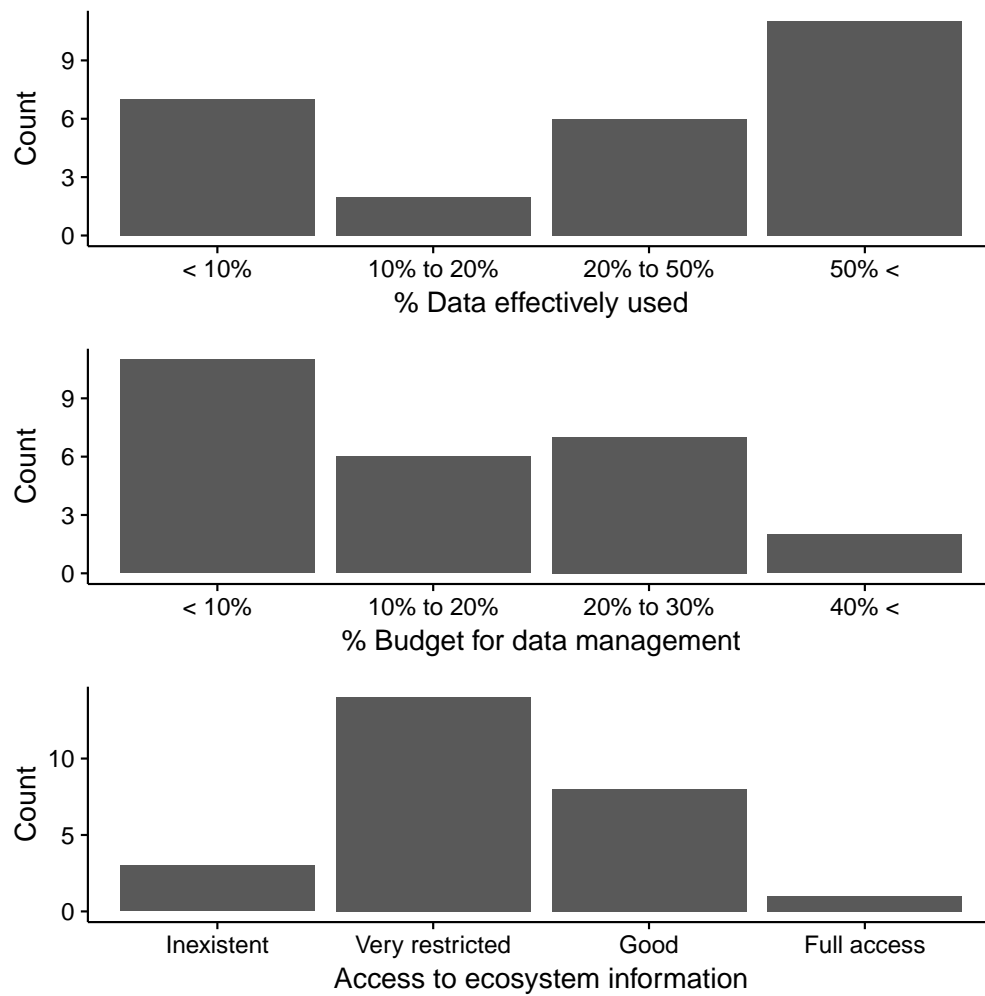 Count
9
6
3
0
< 10% 10% to 20% 20% to 50% 50% <
% Data effectively used
Count
9
6
3
0
< 10% 10% to 20% 20% to 30% 40% <
% Budget for data management
Count
10
5
0
Inexistent Very restricted Good Full access
Access to ecosystem information